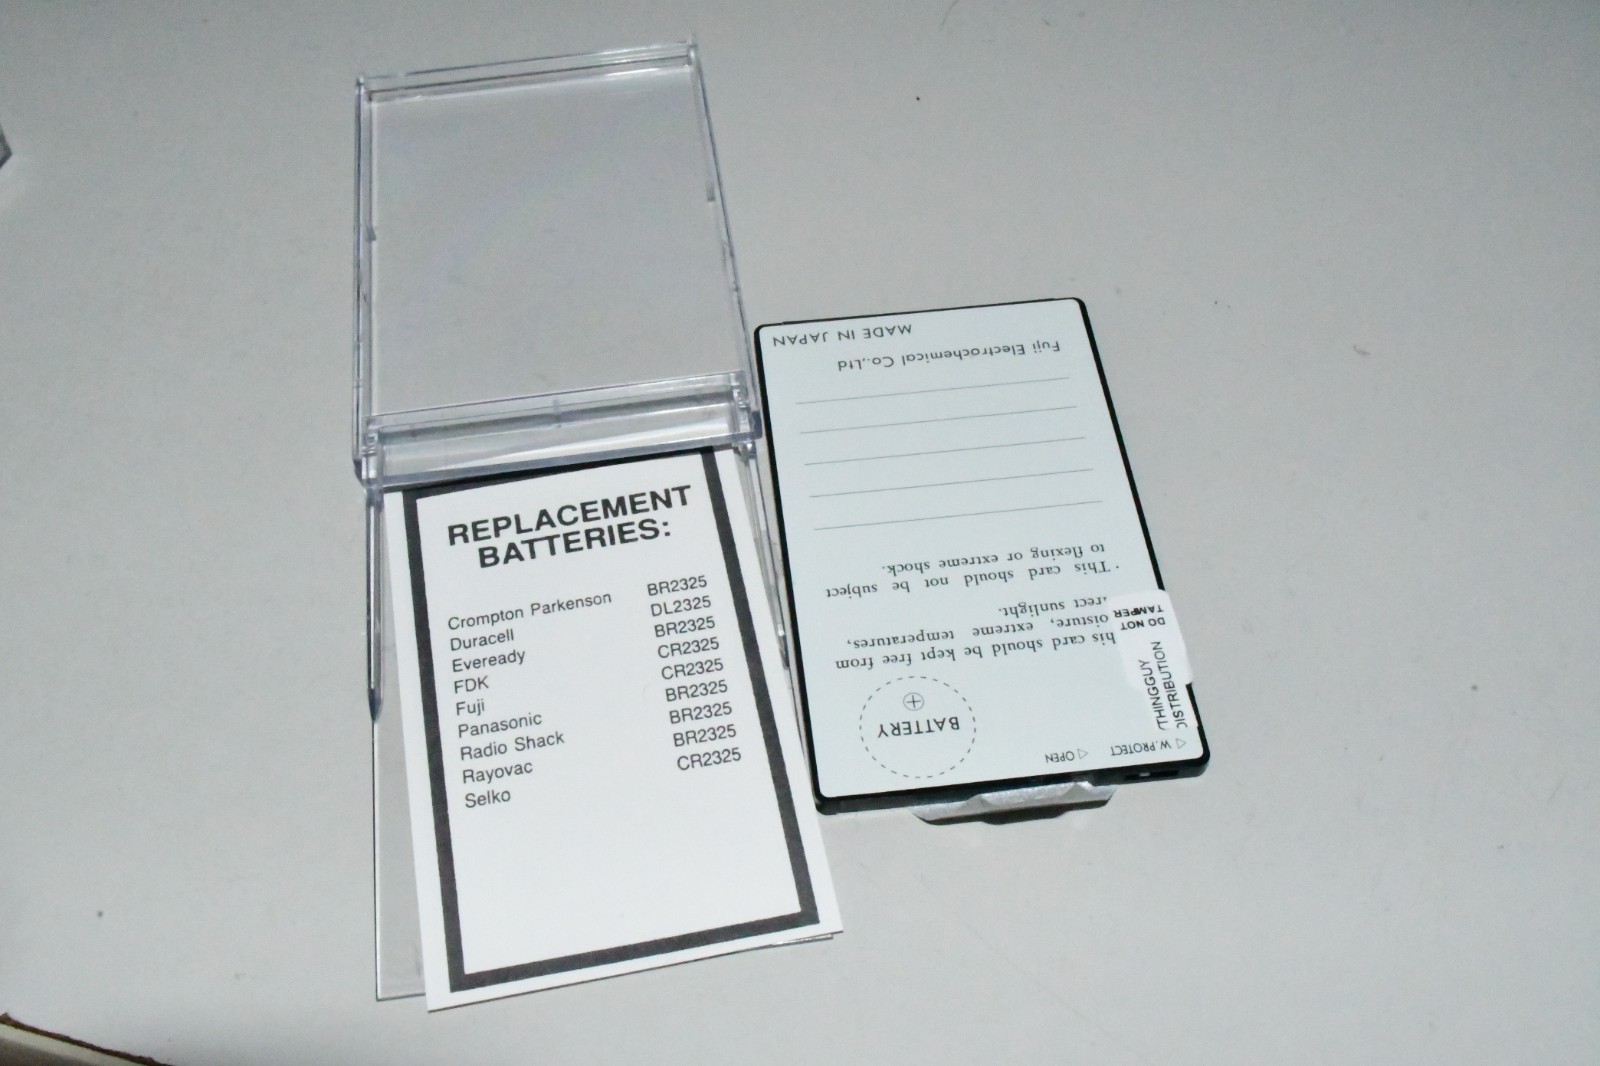 REPLACEMENT
BATTERIES:
Crompton Parkenson BR2325
Duracell DL2325
Eveready BR2325
FDK CR2325
Fuji CR2325
Panasonic BR2325
Radio Shack BR2325
Rayovac BR2325
Selko CR2325
W.PROTECT
OPEN
BATTERY
+
THINGGUY
DISTRIBUTION
DO NOT
TAMPER
his card should be kept free from
oisture, extreme temperatures,
rect sunlight.
· This card should not be subject
to flexing or extreme shock.
Fuji Electrochemical Co.,Ltd
MADE IN JAPAN